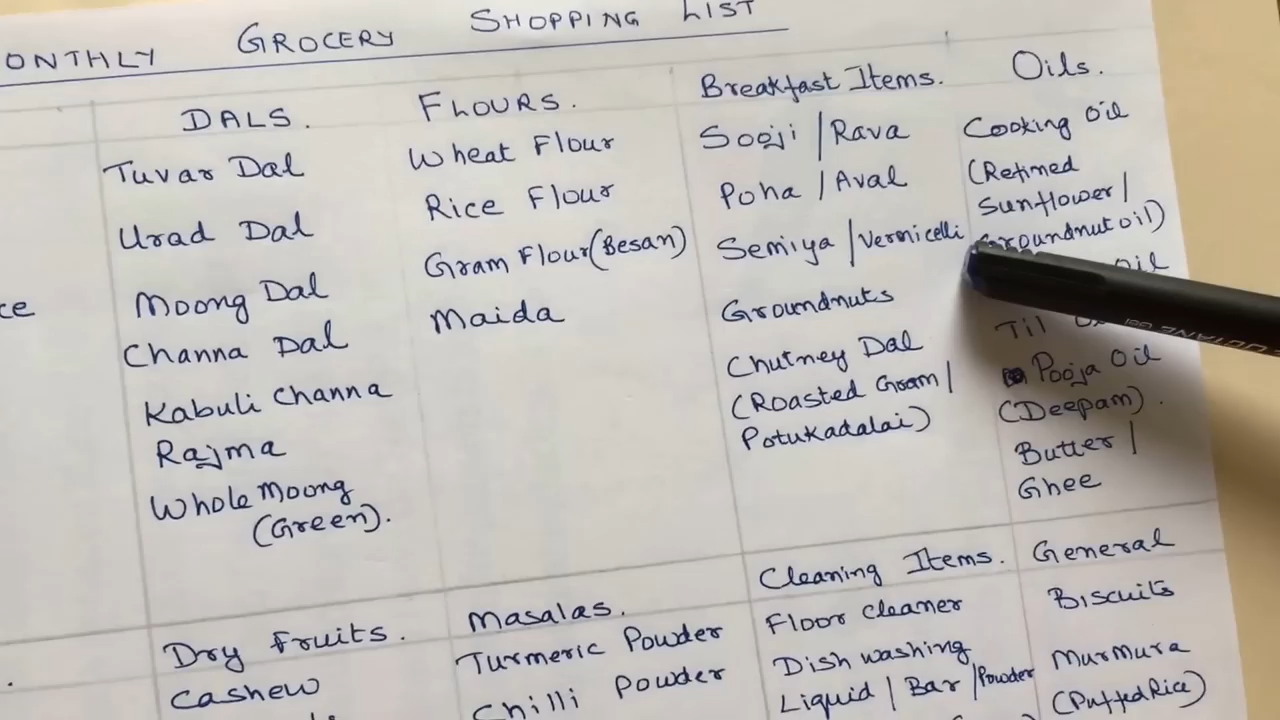 ONTHLY GROCERY SHOPPING LIST
ce
DALS.
Tuvar Dal
Urad Dal
Moong Dal
Channa Dal
Kabuli Channa
Rajma
Whole Moong
(Green).
FLOURS.
Wheat Flour
Rice Flour
Gram Flour (Besan)
Maida
Breakfast Items.
Sooji / Rava
Poha / Aval
Semiya / Vermicelli
Groundnuts
Chutney Dal
(Roasted Gram /
Potukadalai)
Oils.
Cooking Oil
(Refined
Sunflower /
Groundnut oil)
Oil
Til
Pooja Oil
(Deepam).
Butter /
Ghee
Dry Fruits.
Cashew
Masalas.
Turmeric Powder
Chilli Powder
Cleaning Items.
Floor cleaner
Dish washing
Liquid / Bar / Powder
General
Biscuits
Murmura
(Puffed Rice)